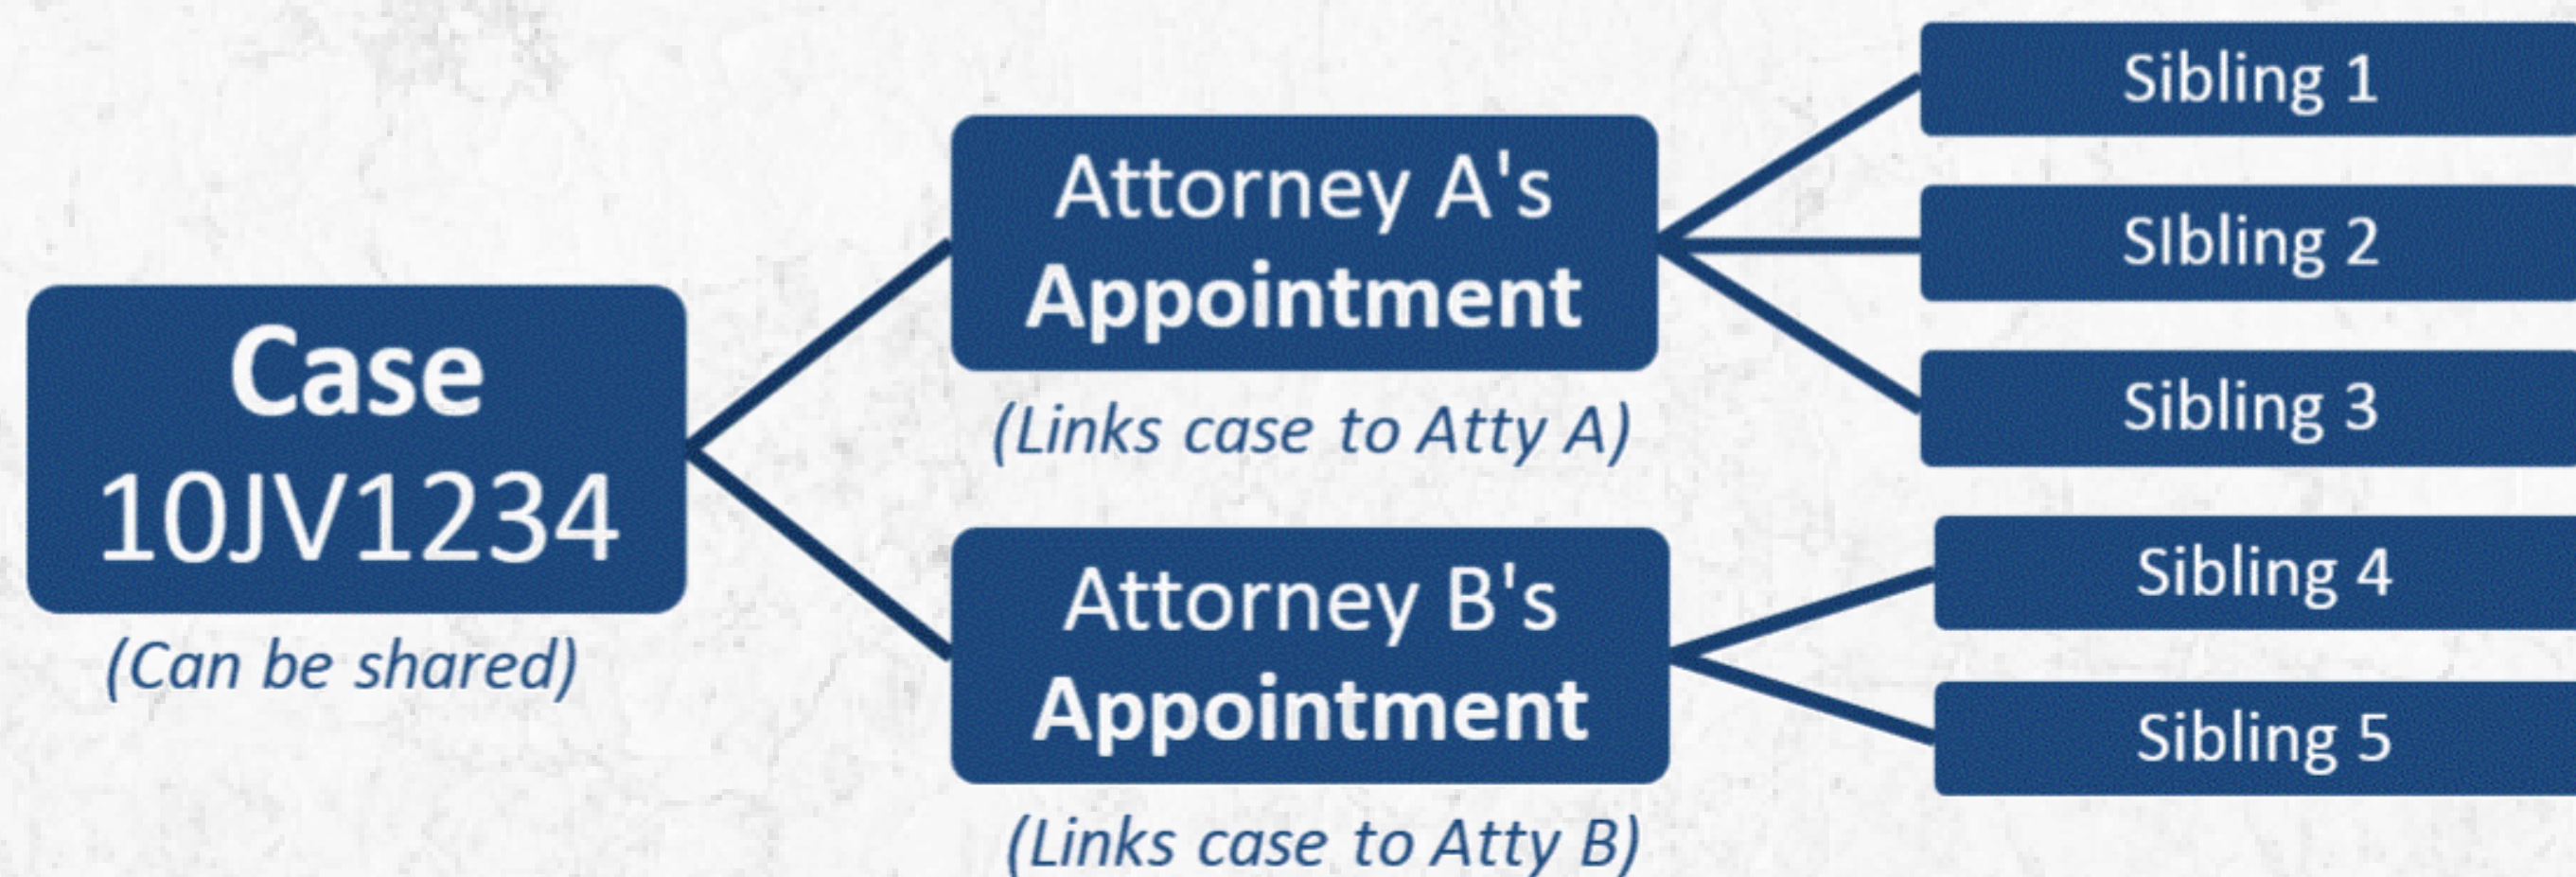 Case
10JV1234
(Can be shared)
Attorney A's
Appointment
(Links case to Atty A)
Attorney B's
Appointment
(Links case to Atty B)
Sibling 1
SIbling 2
Sibling 3
Sibling 4
Sibling 5